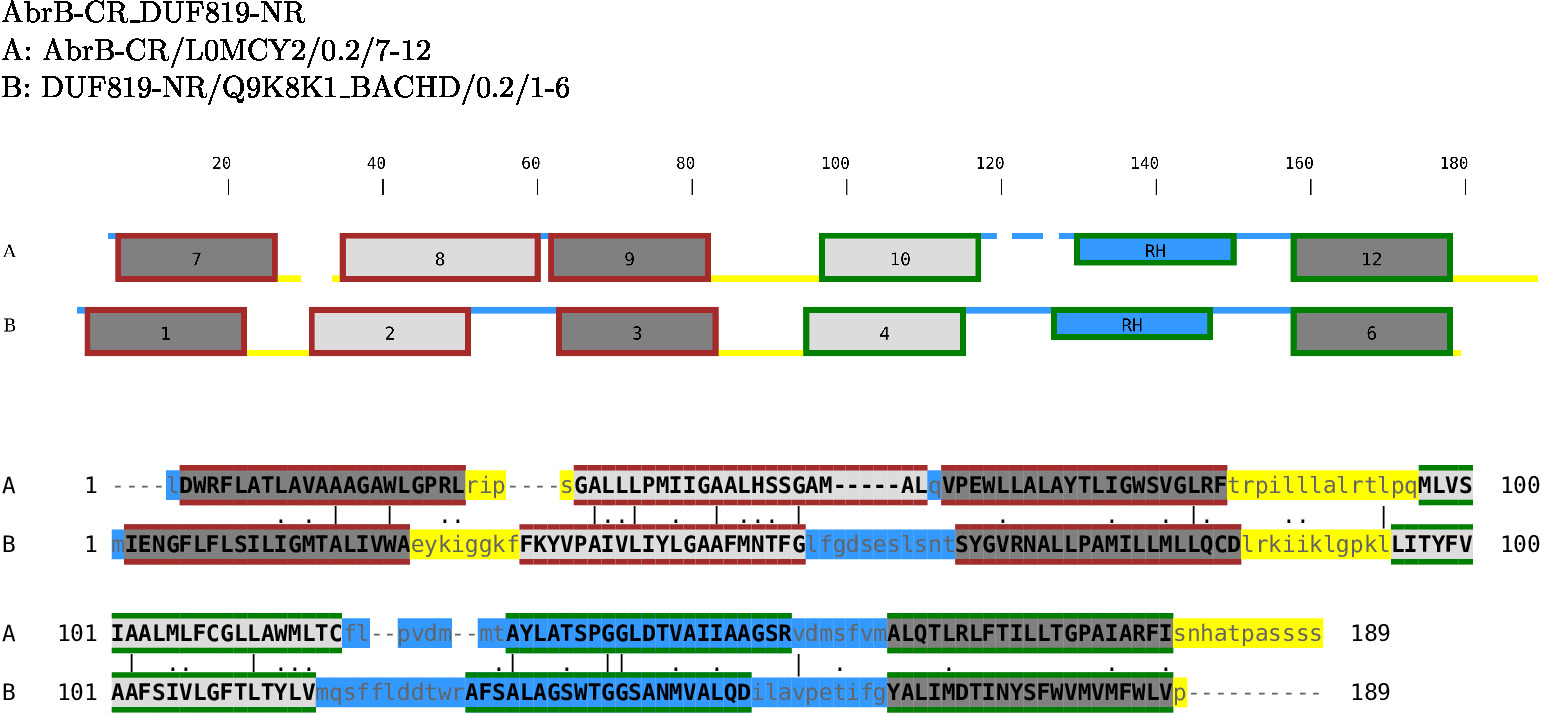 AbrB-CR_DUF819-NR
A: AbrB-CR/L0MCY2/0.2/7-12
B: DUF819-NR/Q9K8K1_BACHD/0.2/1-6
20 40 60 80 100 120 140 160 180
A 7 8 9 10 RH 12
B 1 2 3 4 RH 6
A 1 ----lDWRFLATLAVAAAGAWLGPRLrip----sGALLLPMIIGAALHSSGAM-----ALqVPEWLLALAYTLIGWSVGLRFtrpilllalrtlpqMLVS 100
. . | | .. |..| . | ... | . . . |. .. |
B 1 mIENGFLFLSILIGMTALIVWAeykiggkfFKYVPAIVLIYLGAAFMNTFGlfgdseslsntSYGVRNALLPAMILLMLLQCDlrkiiklgpklLITYFV 100
A 101 IAALMLFCGLLAWMLTCfl--pvdm--mtAYLATSPGGLDTVAIIAAGSRvdmsfvmALQTLRLFTILLTGPAIARFIsnhatpassss 189
| .. | ... .| . || . . | . . . .
B 101 AAFSIVLGFTLTYLVmqsfflddtwrAFSALAGSWTGGSANMVALQDilavpetifgYALIMDTINYSFWVMVMFWLVp---------- 189